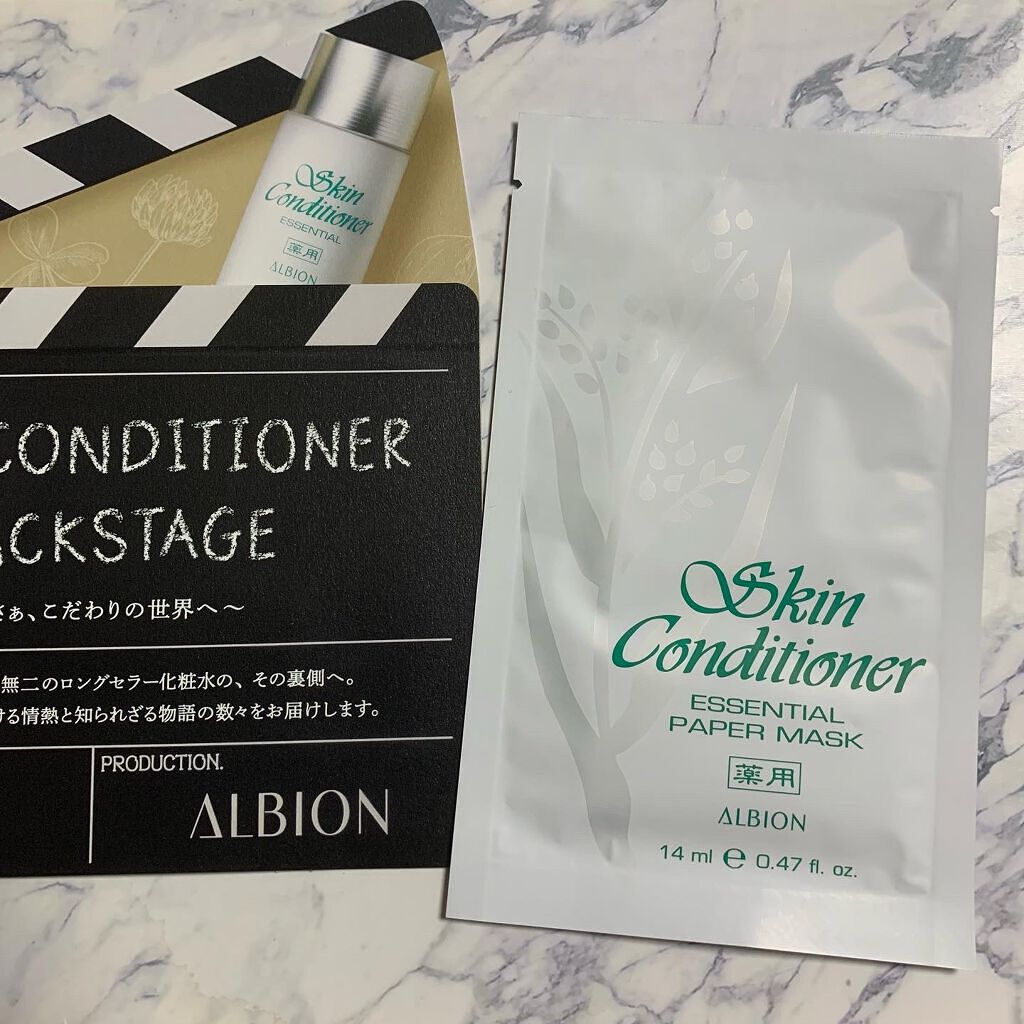 Skin
Conditioner
ESSENTIAL
薬用
ALBION
CONDITIONER
ACKSTAGE
さぁ、こだわりの世界へ～
無二のロングセラー化粧水の、その裏側へ。
ける情熱と知られざる物語の数々をお届けします。
PRODUCTION.
ALBION
Skin
Conditioner
ESSENTIAL
PAPER MASK
薬用
ALBION
14 ml e 0.47 fl. oz.